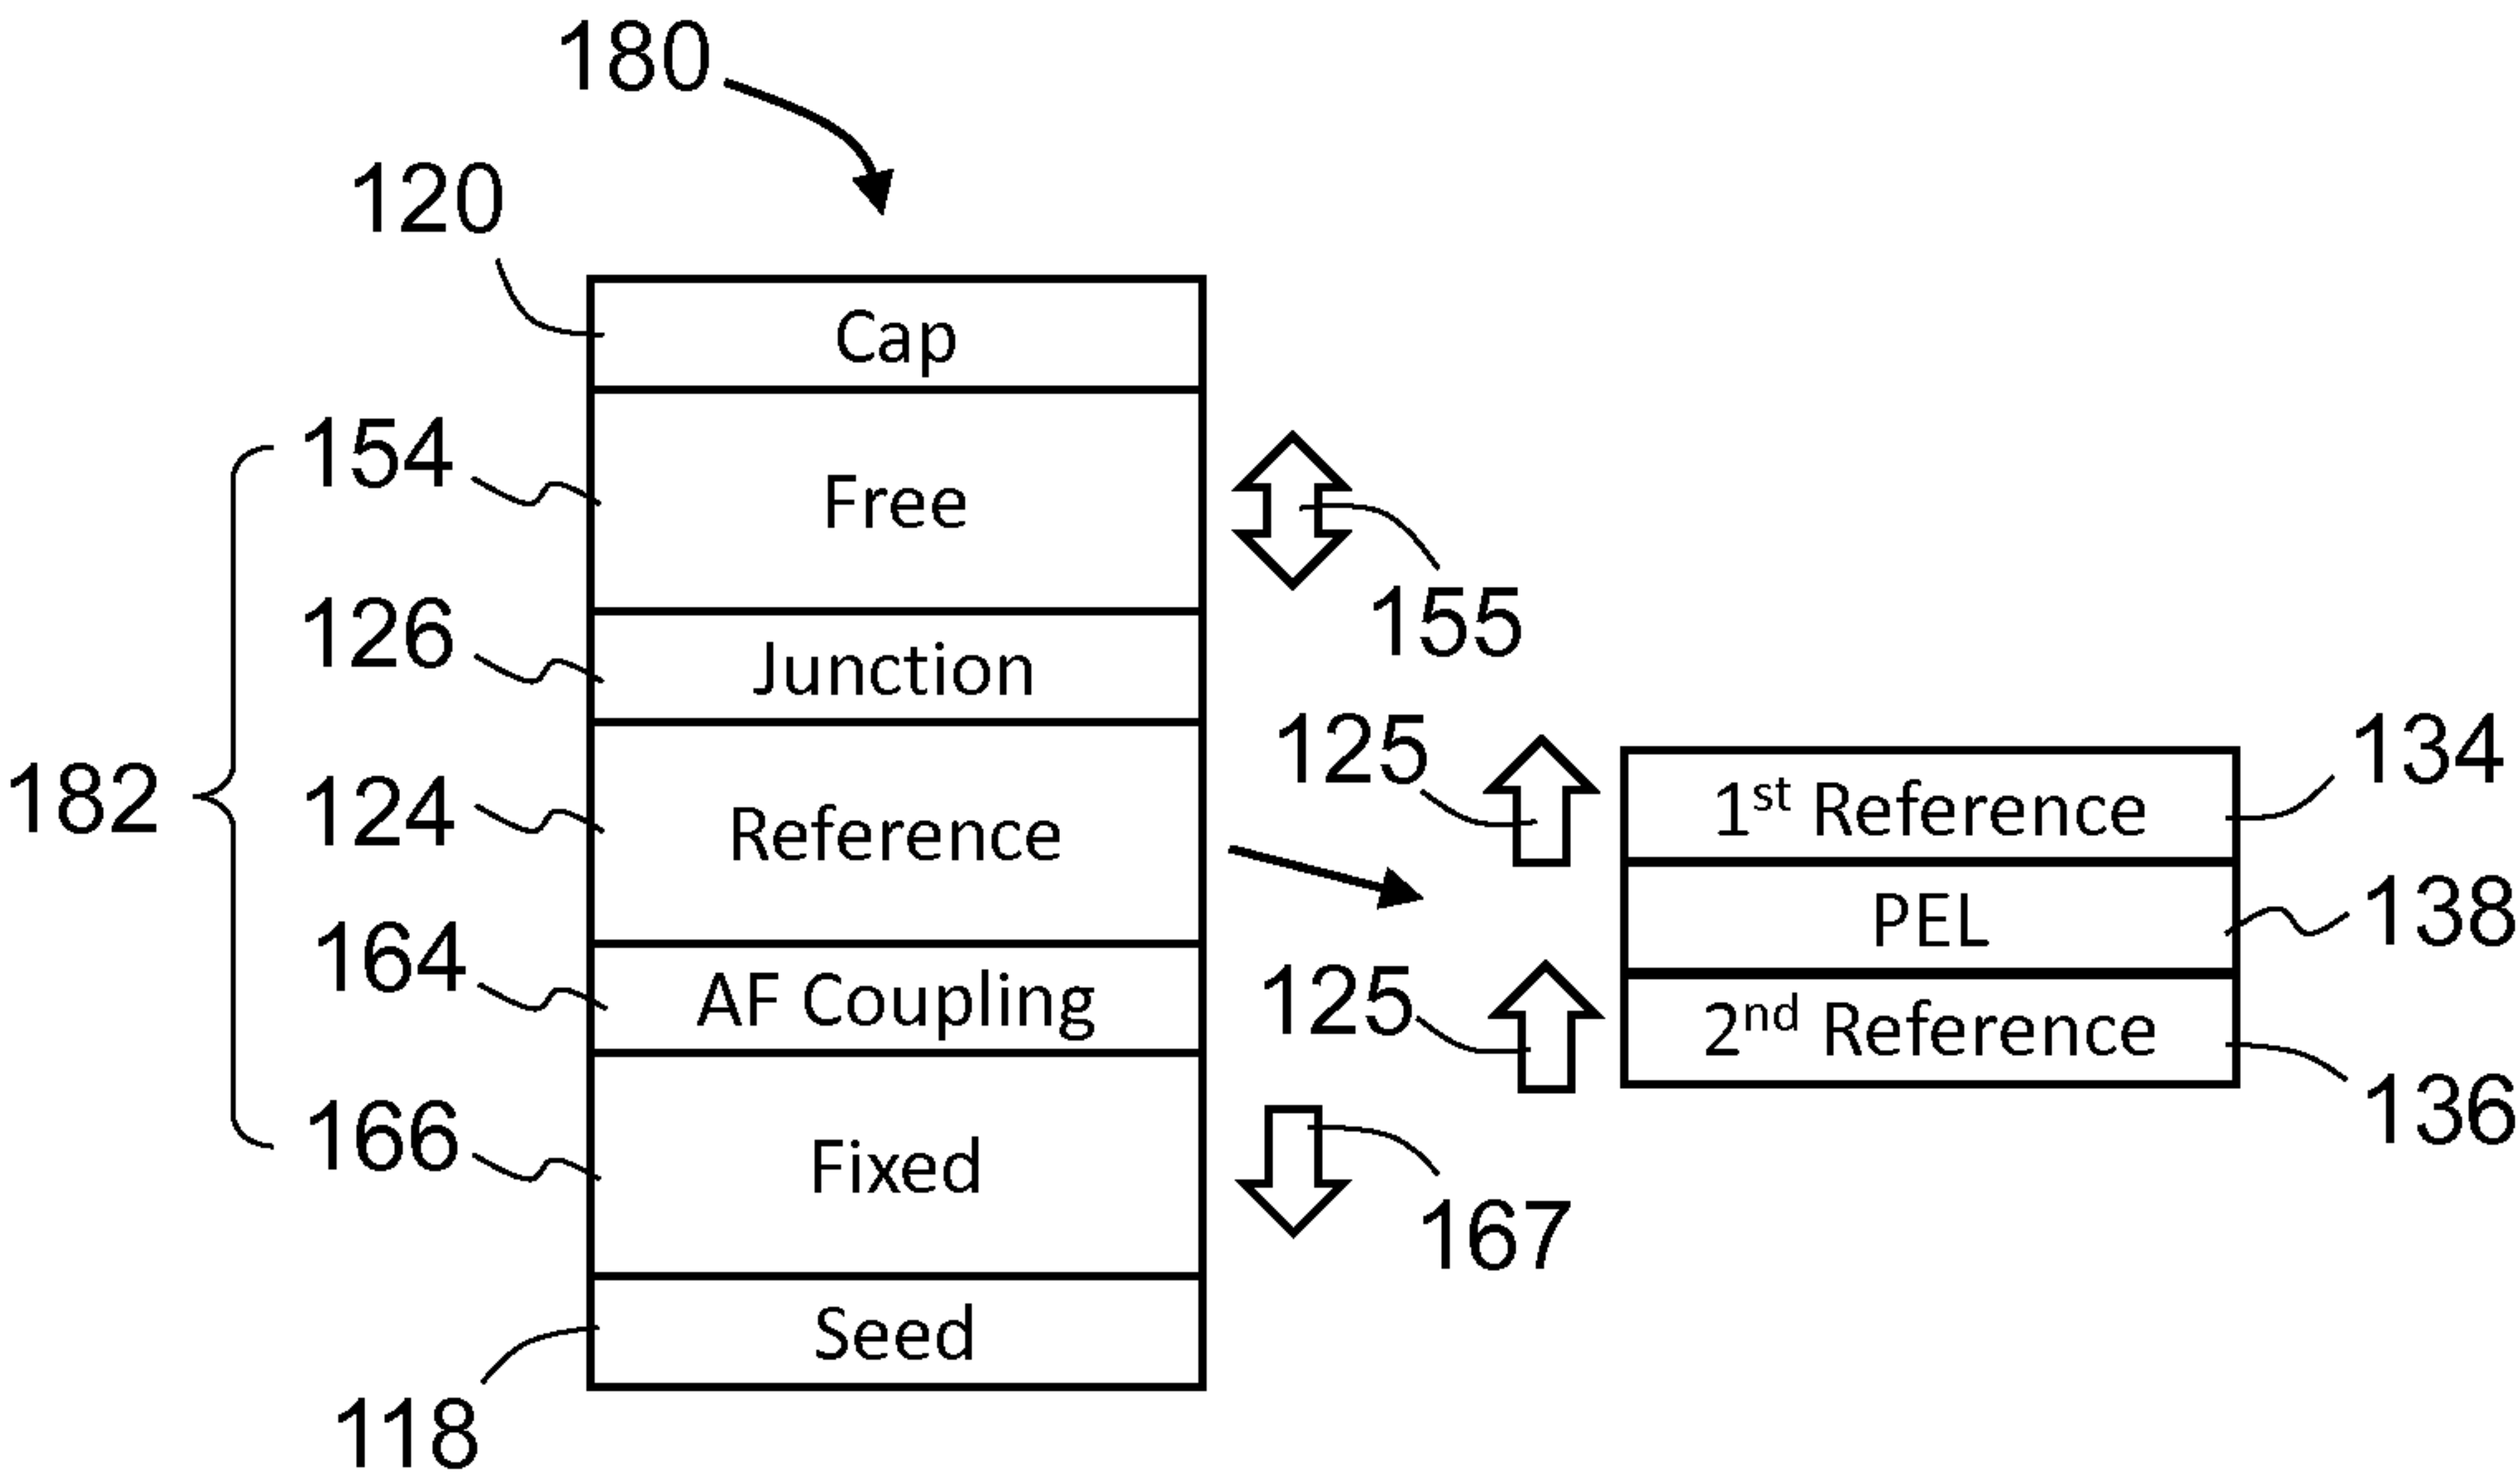 180
120
Cap
154
Free
155
126
Junction
182
124
Reference
125
1st Reference
134
PEL
138
164
AF Coupling
125
2nd Reference
136
166
Fixed
167
Seed
118